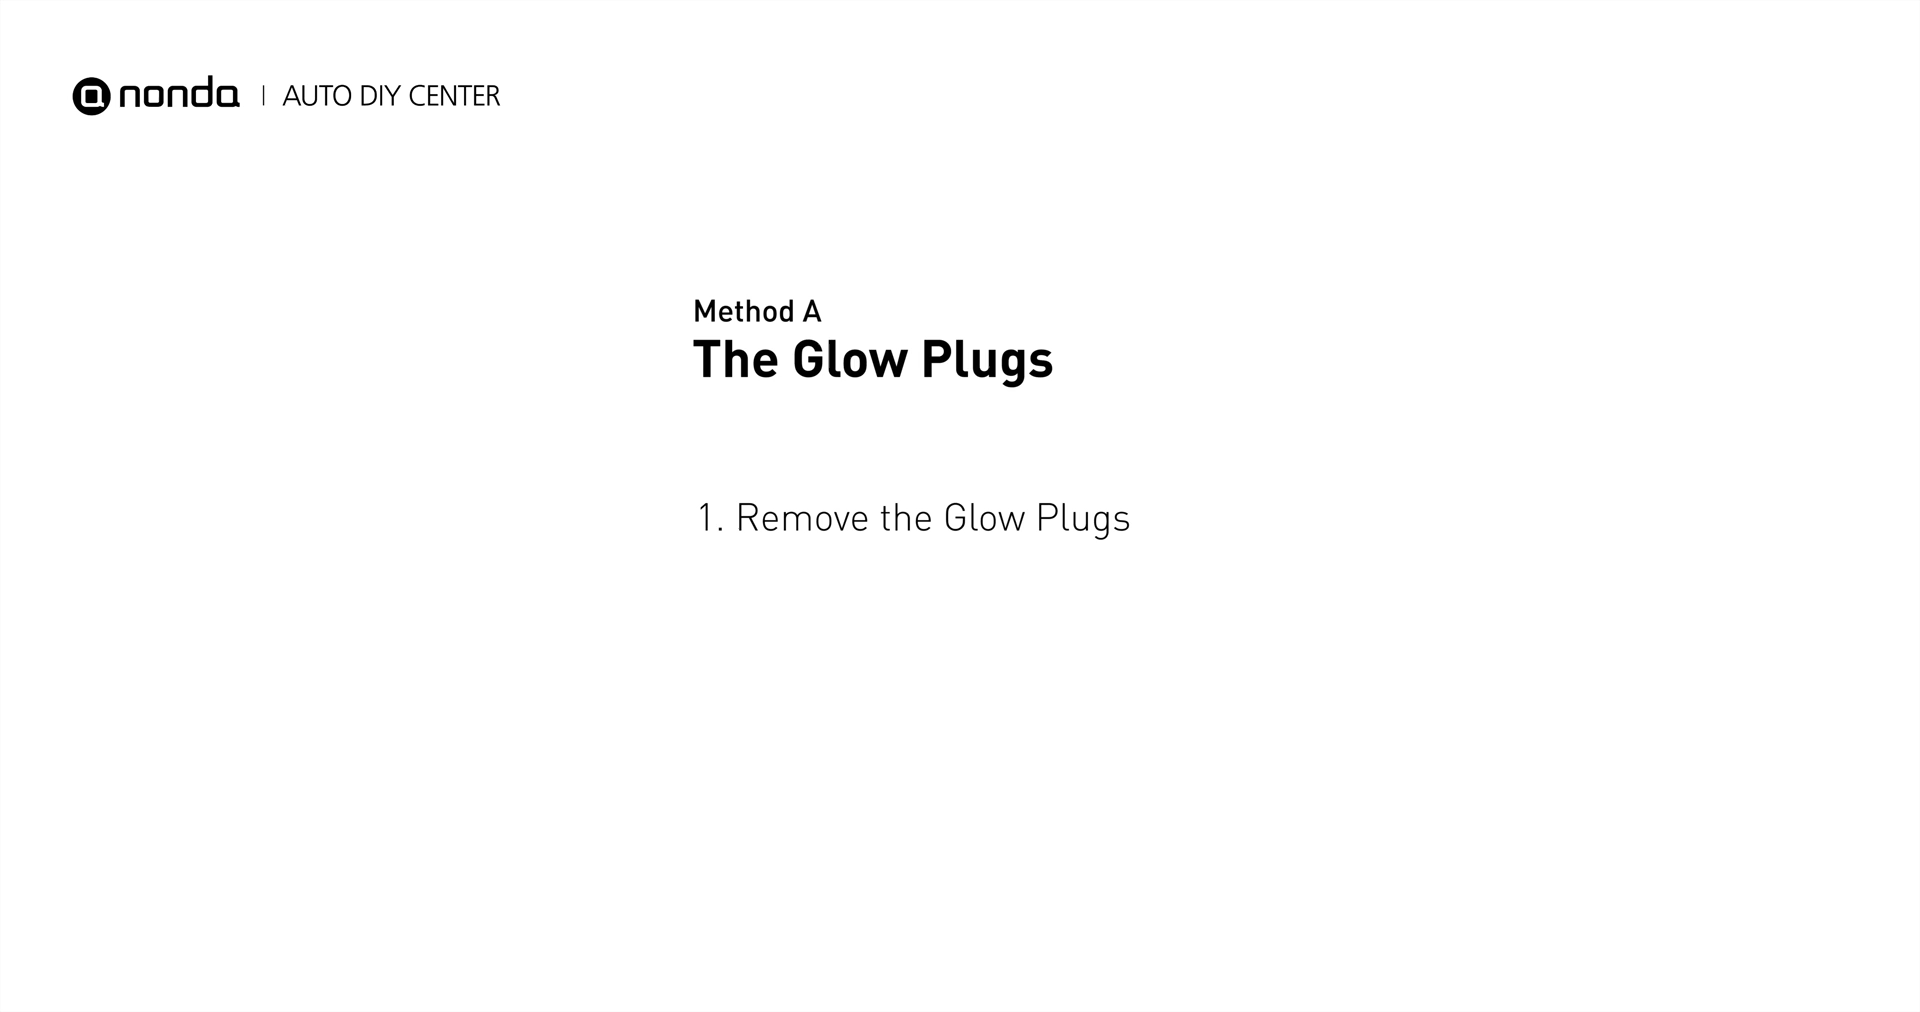 nonda | AUTO DIY CENTER
Method A
The Glow Plugs
1. Remove the Glow Plugs